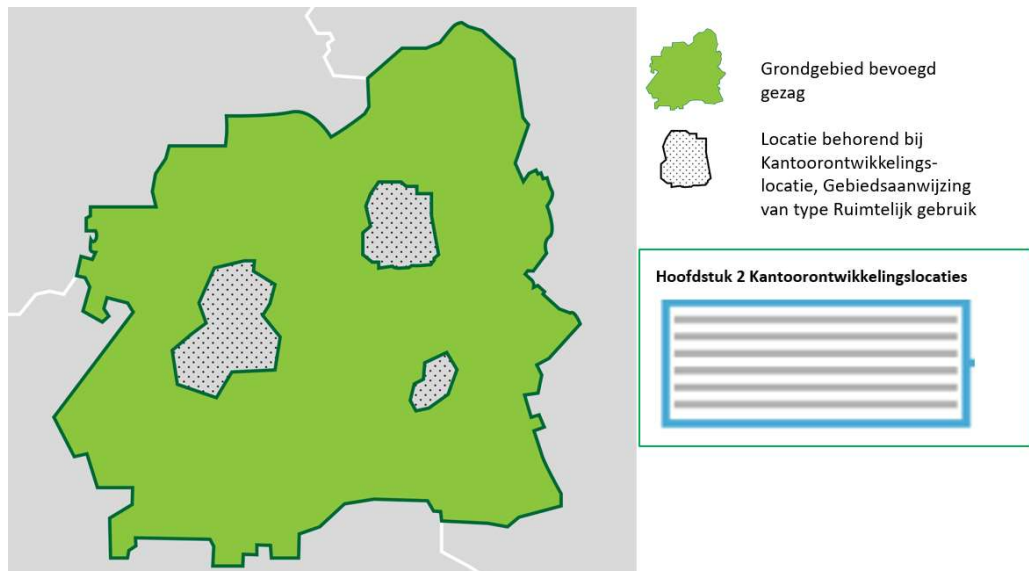 Grondgebied bevoegd
gezag
Locatie behorend bij
Kantoorontwikkelings-
locatie, Gebiedsaanwijzing
van type Ruimtelijk gebruik
Hoofdstuk 2 Kantoorontwikkelingslocaties